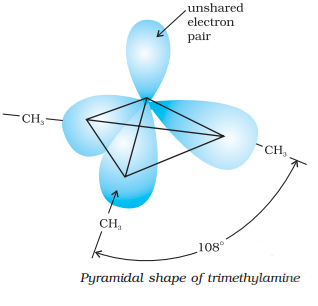 unshared
electron
pair
CH₃
CH₃
CH₃
108°
Pyramidal shape of trimethylamine